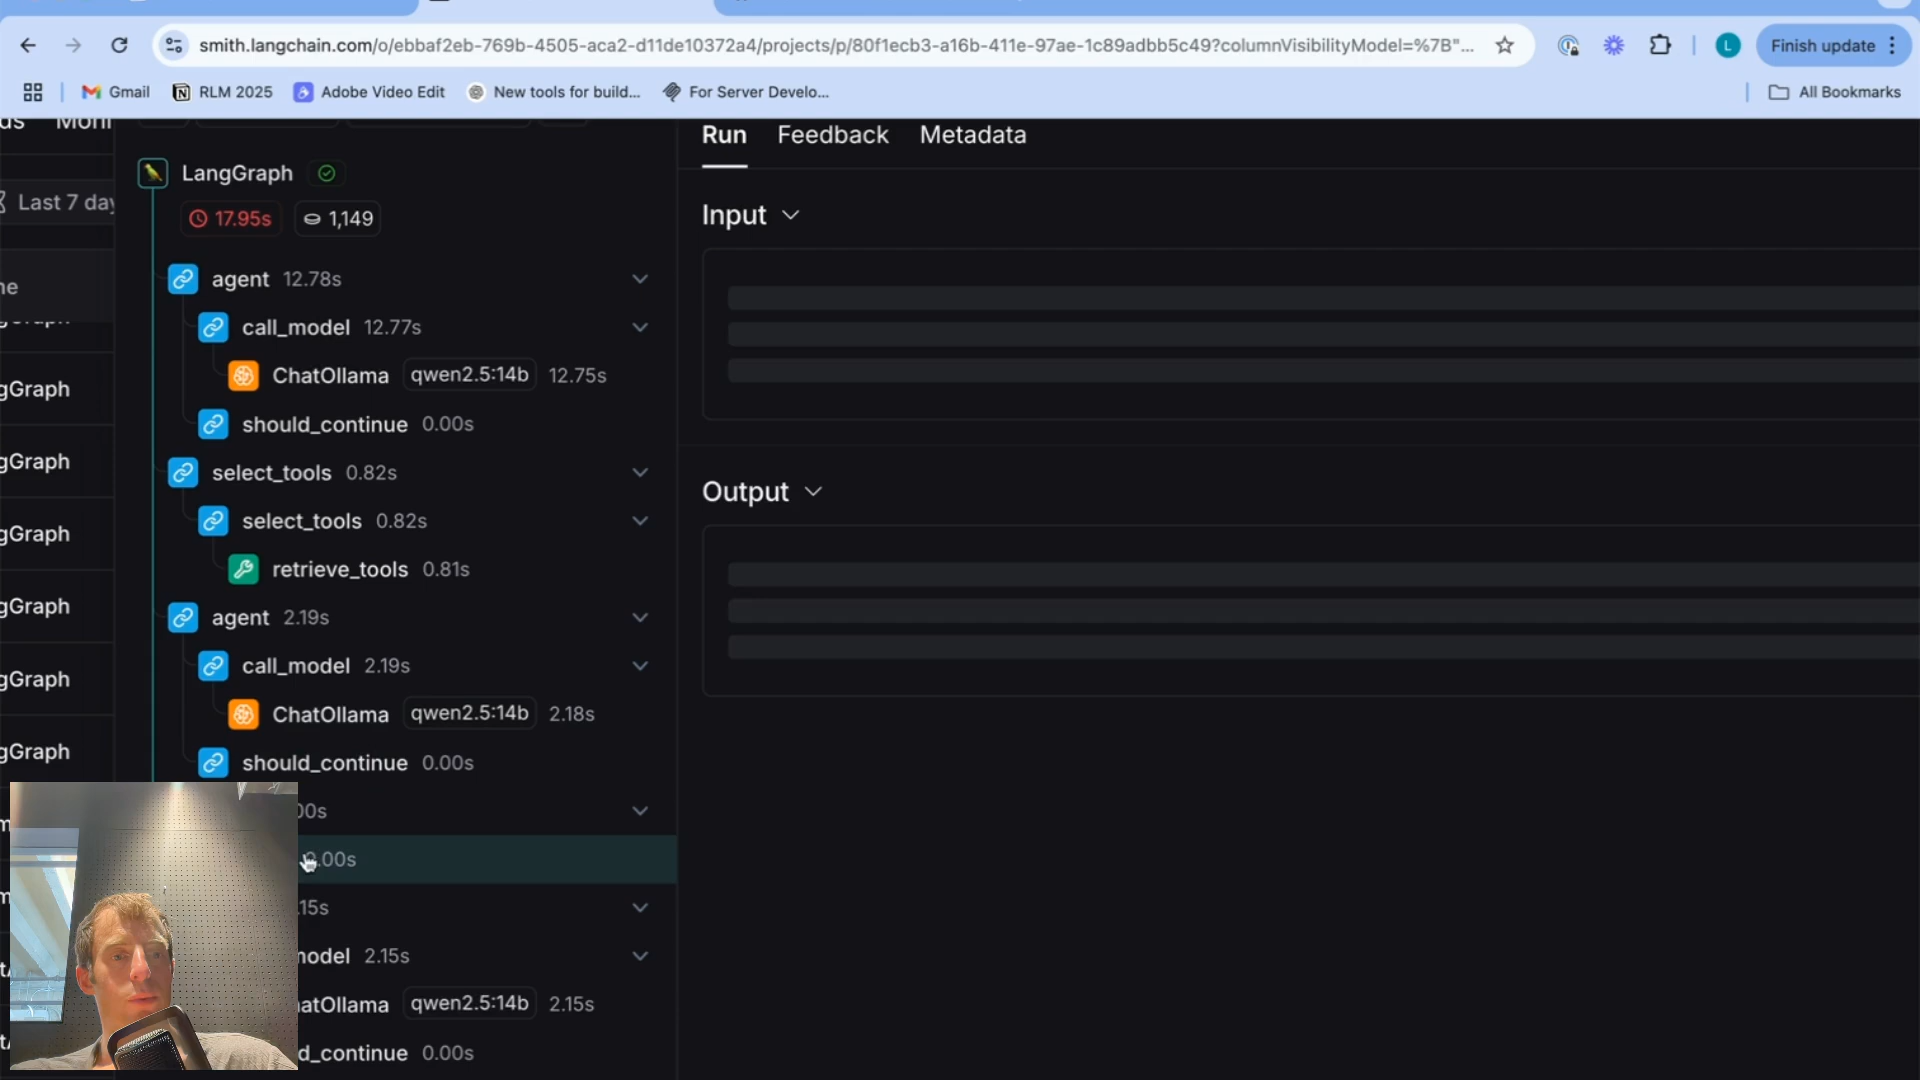 smith.langchain.com/o/ebbaf2eb-769b-4505-aca2-d11de10372a4/projects/p/80f1ecb3-a16b-411e-97ae-1c89adbb5c49?columnVisibilityModel=%7B"...
L
Finish update
Gmail
RLM 2025
Adobe Video Edit
New tools for build...
For Server Develo...
All Bookmarks
Run Feedback Metadata
LangGraph
Last 7 day
17.95s 1,149
Input
agent 12.78s
call_model 12.77s
gGraph
ChatOllama qwen2.5:14b 12.75s
should_continue 0.00s
gGraph
select_tools 0.82s
Output
select_tools 0.82s
gGraph
retrieve_tools 0.81s
gGraph
agent 2.19s
call_model 2.19s
gGraph
ChatOllama qwen2.5:14b 2.18s
gGraph
should_continue 0.00s
00s
.00s
.15s
model 2.15s
hatOllama qwen2.5:14b 2.15s
d_continue 0.00s